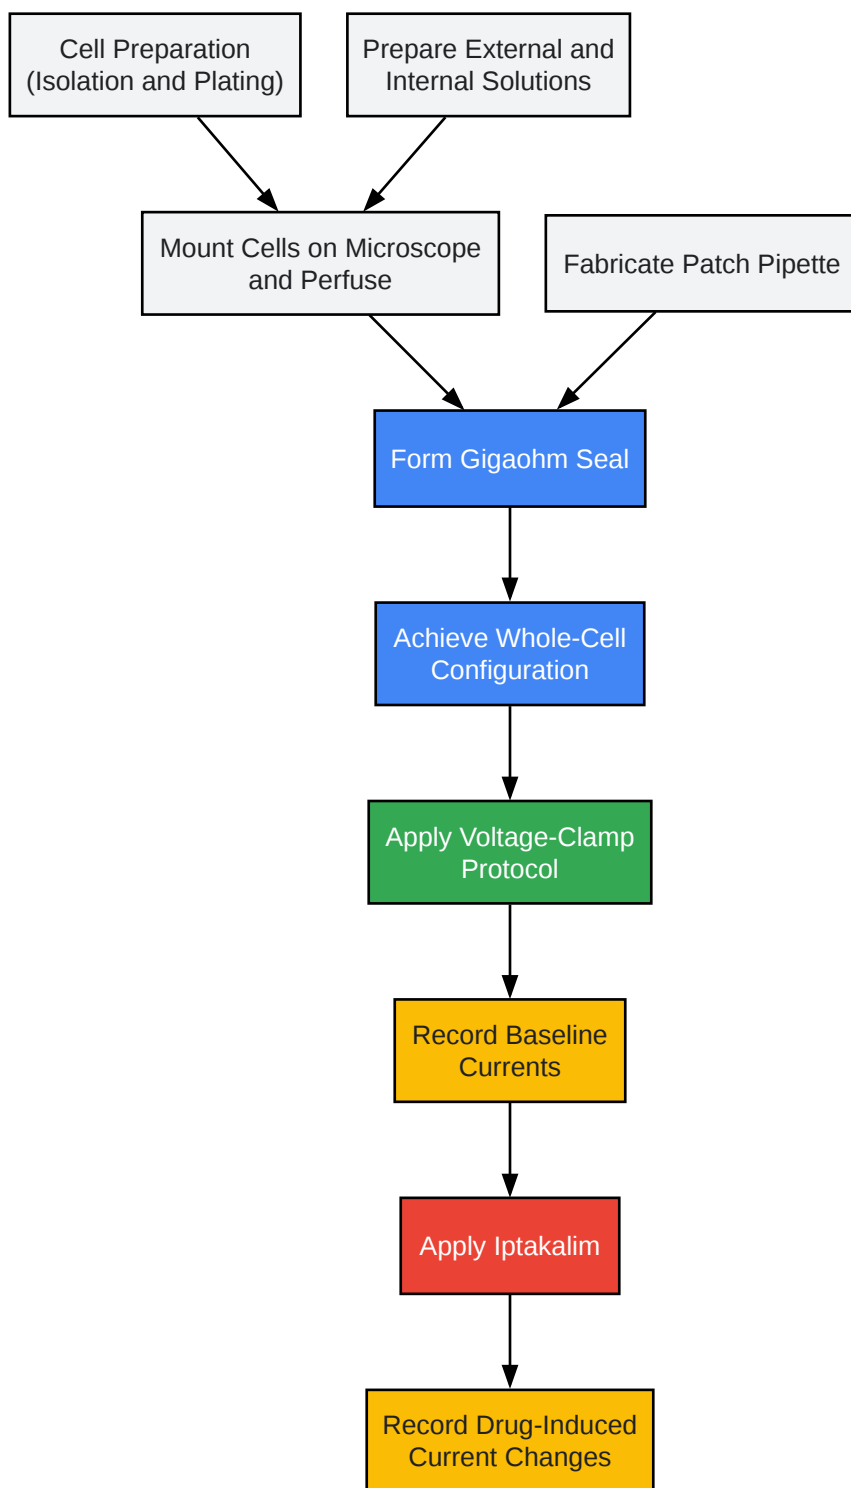 Cell Preparation
(Isolation and Plating)
Prepare External and
Internal Solutions
Mount Cells on Microscope
and Perfuse
Fabricate Patch Pipette
Form Gigaohm Seal
Achieve Whole-Cell
Configuration
Apply Voltage-Clamp
Protocol
Record Baseline
Currents
Apply Iptakalim
Record Drug-Induced
Current Changes